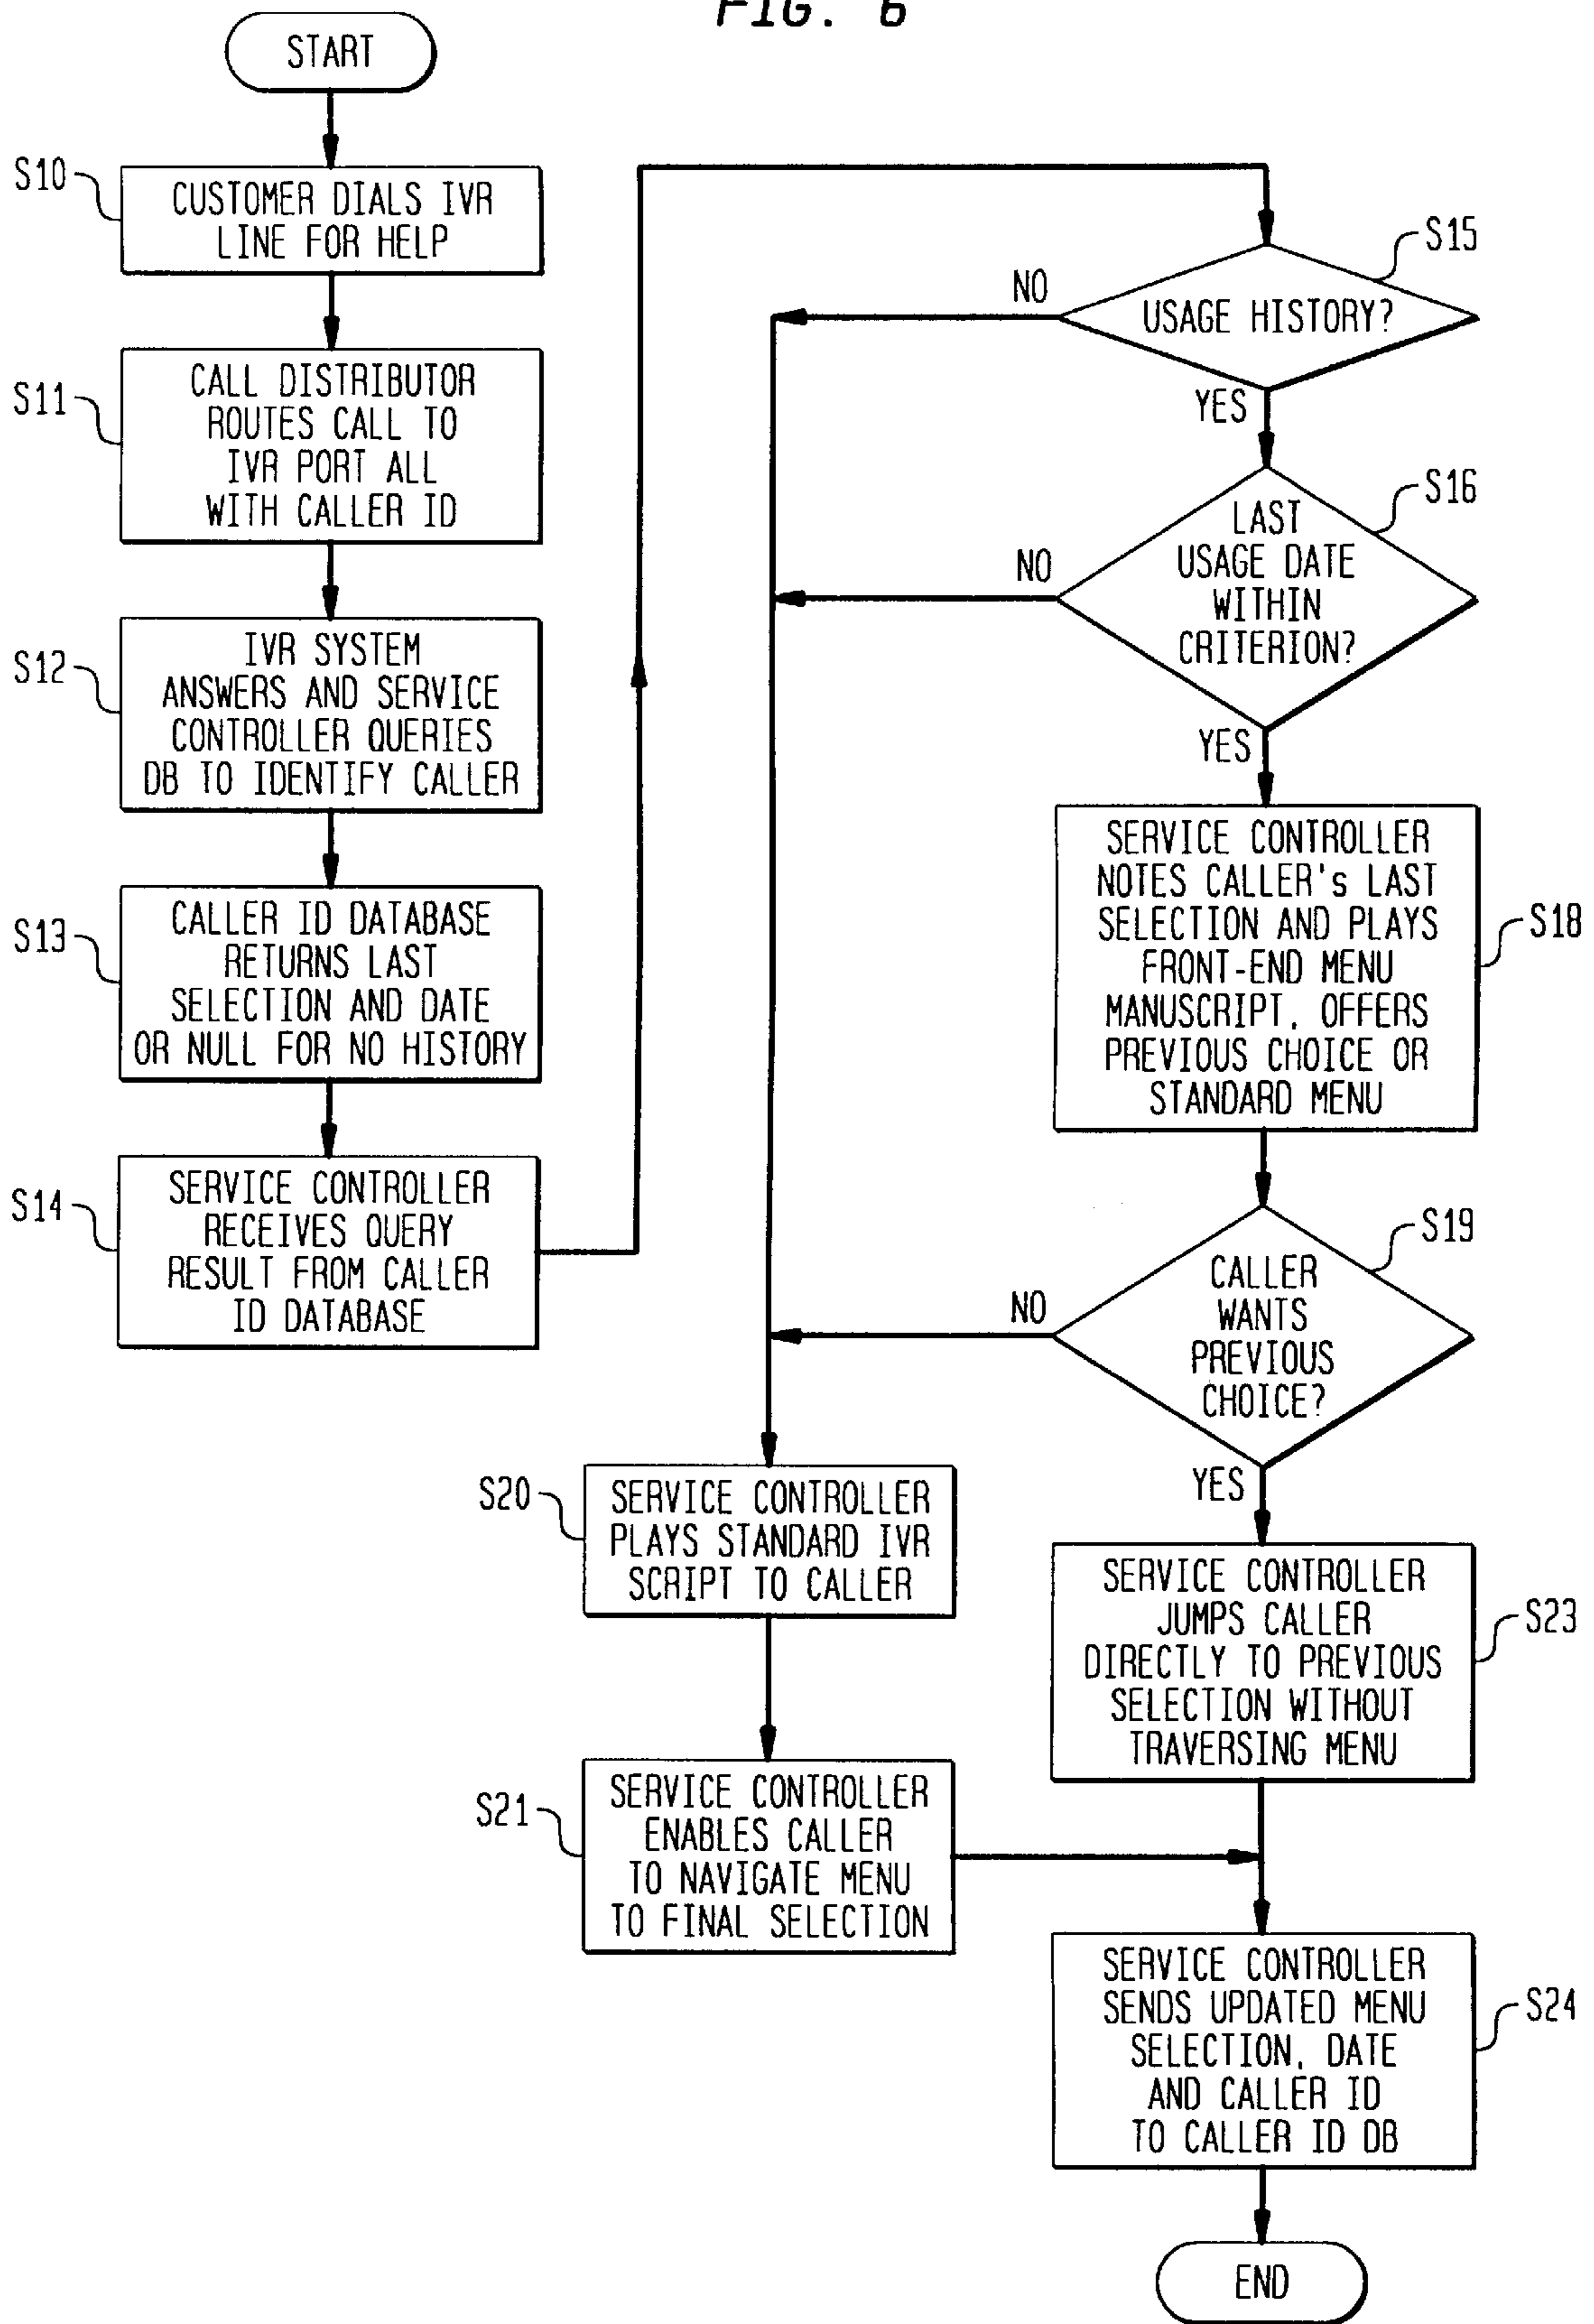 FIG. 6
START
S10
CUSTOMER DIALS IVR
LINE FOR HELP
S11
CALL DISTRIBUTOR
ROUTES CALL TO
IVR PORT ALL
WITH CALLER ID
S12
IVR SYSTEM
ANSWERS AND SERVICE
CONTROLLER QUERIES
DB TO IDENTIFY CALLER
S13
CALLER ID DATABASE
RETURNS LAST
SELECTION AND DATE
OR NULL FOR NO HISTORY
S14
SERVICE CONTROLLER
RECEIVES QUERY
RESULT FROM CALLER
ID DATABASE
S15
USAGE HISTORY?
NO
YES
S16
LAST
USAGE DATE
WITHIN
CRITERION?
NO
YES
S18
SERVICE CONTROLLER
NOTES CALLER's LAST
SELECTION AND PLAYS
FRONT-END MENU
MANUSCRIPT, OFFERS
PREVIOUS CHOICE OR
STANDARD MENU
S19
CALLER
WANTS
PREVIOUS
CHOICE?
NO
YES
S20
SERVICE CONTROLLER
PLAYS STANDARD IVR
SCRIPT TO CALLER
S21
SERVICE CONTROLLER
ENABLES CALLER
TO NAVIGATE MENU
TO FINAL SELECTION
S23
SERVICE CONTROLLER
JUMPS CALLER
DIRECTLY TO PREVIOUS
SELECTION WITHOUT
TRAVERSING MENU
S24
SERVICE CONTROLLER
SENDS UPDATED MENU
SELECTION, DATE
AND CALLER ID
TO CALLER ID DB
END